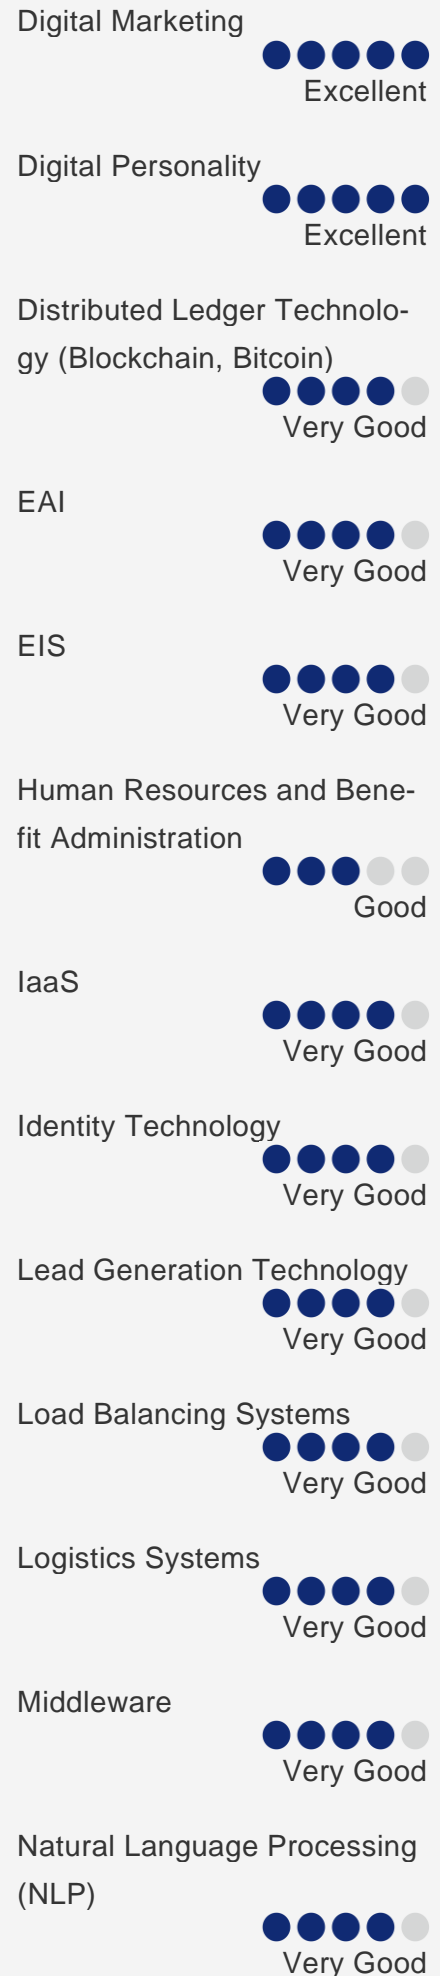 Digital Marketing
Excellent
Digital Personality
Excellent
Distributed Ledger Technolo-
gy (Blockchain, Bitcoin)
Very Good
EAI
Very Good
EIS
Very Good
Human Resources and Bene-
fit Administration
Good
IaaS
Very Good
Identity Technology
Very Good
Lead Generation Technology
Very Good
Load Balancing Systems
Very Good
Logistics Systems
Very Good
Middleware
Very Good
Natural Language Processing
(NLP)
Very Good